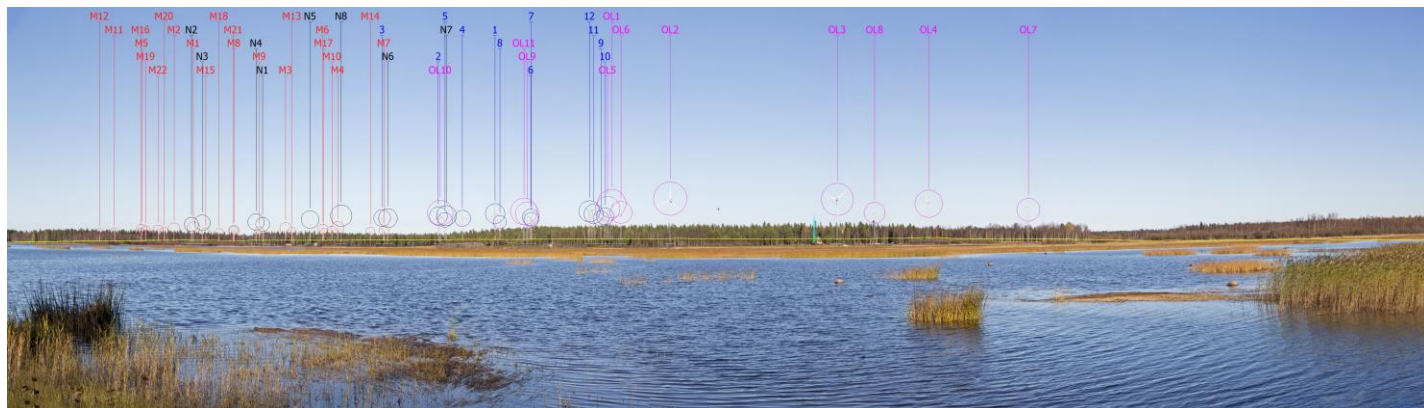 M12 M20 N2 M18 M13 N5 N8 M14 5 7 12 OL1
M11 M16 M2 M21 M6 3 N7 4 1 11 OL6 OL2 OL3 OL8 OL4 OL7
M5 M1 M8 N4 M17 M7 8 OL11 9
M19 N3 M9 M10 N6 2 OL9 10
M22 M15 N1 M3 M4 OL10 6 OL5